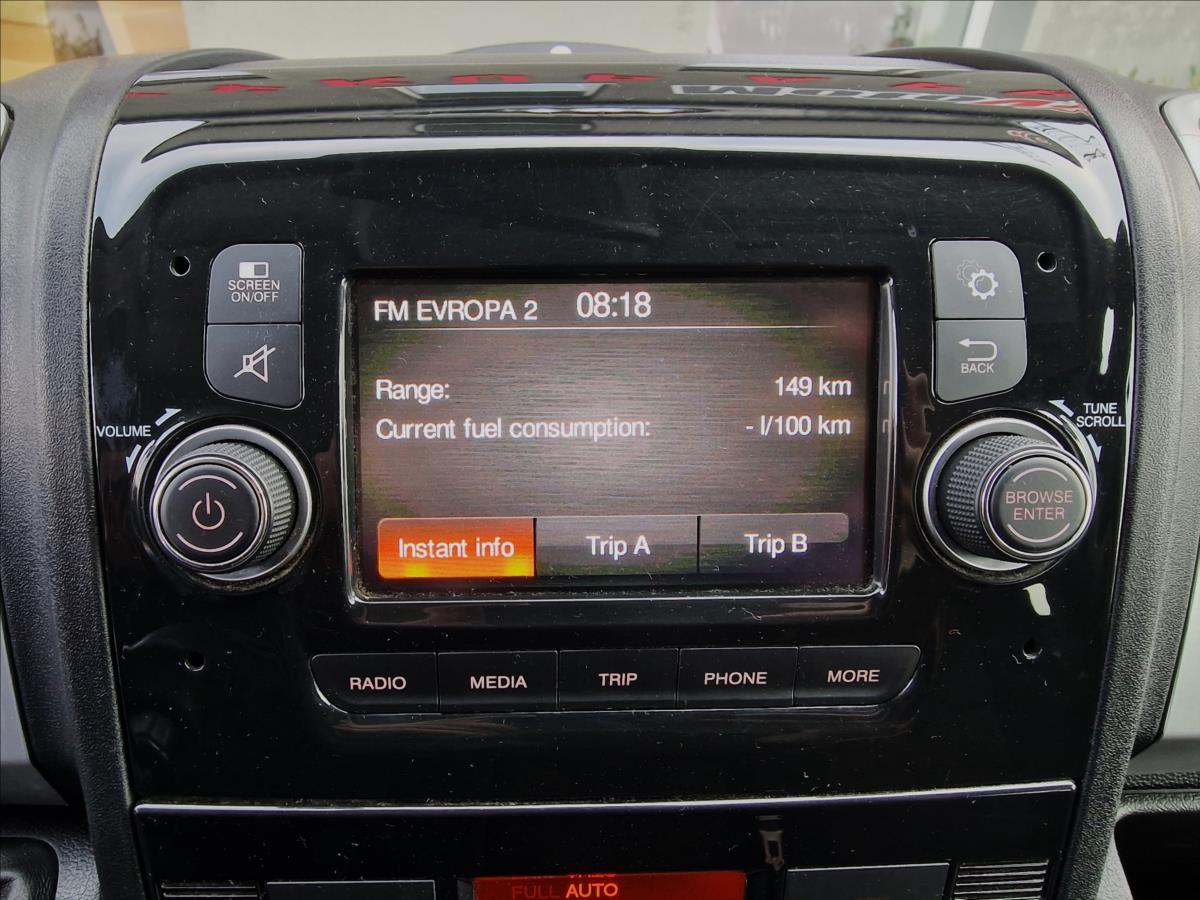 SCREEN
ON/OFF
FM EVROPA 2 08:18
BACK
VOLUME
TUNE
SCROLL
Range: 149 km
Current fuel consumption: - l/100 km
BROWSE
ENTER
Instant info Trip A Trip B
RADIO MEDIA TRIP PHONE MORE
FULL AUTO